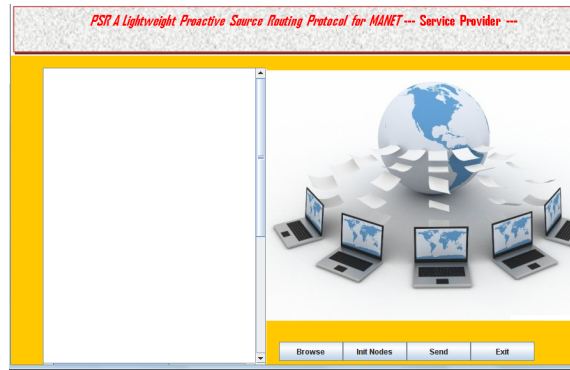 PSR A Lightweight Proactive Source Routing Protocol for MANET --- Service Provider ---
Browse Init Nodes Send Exit